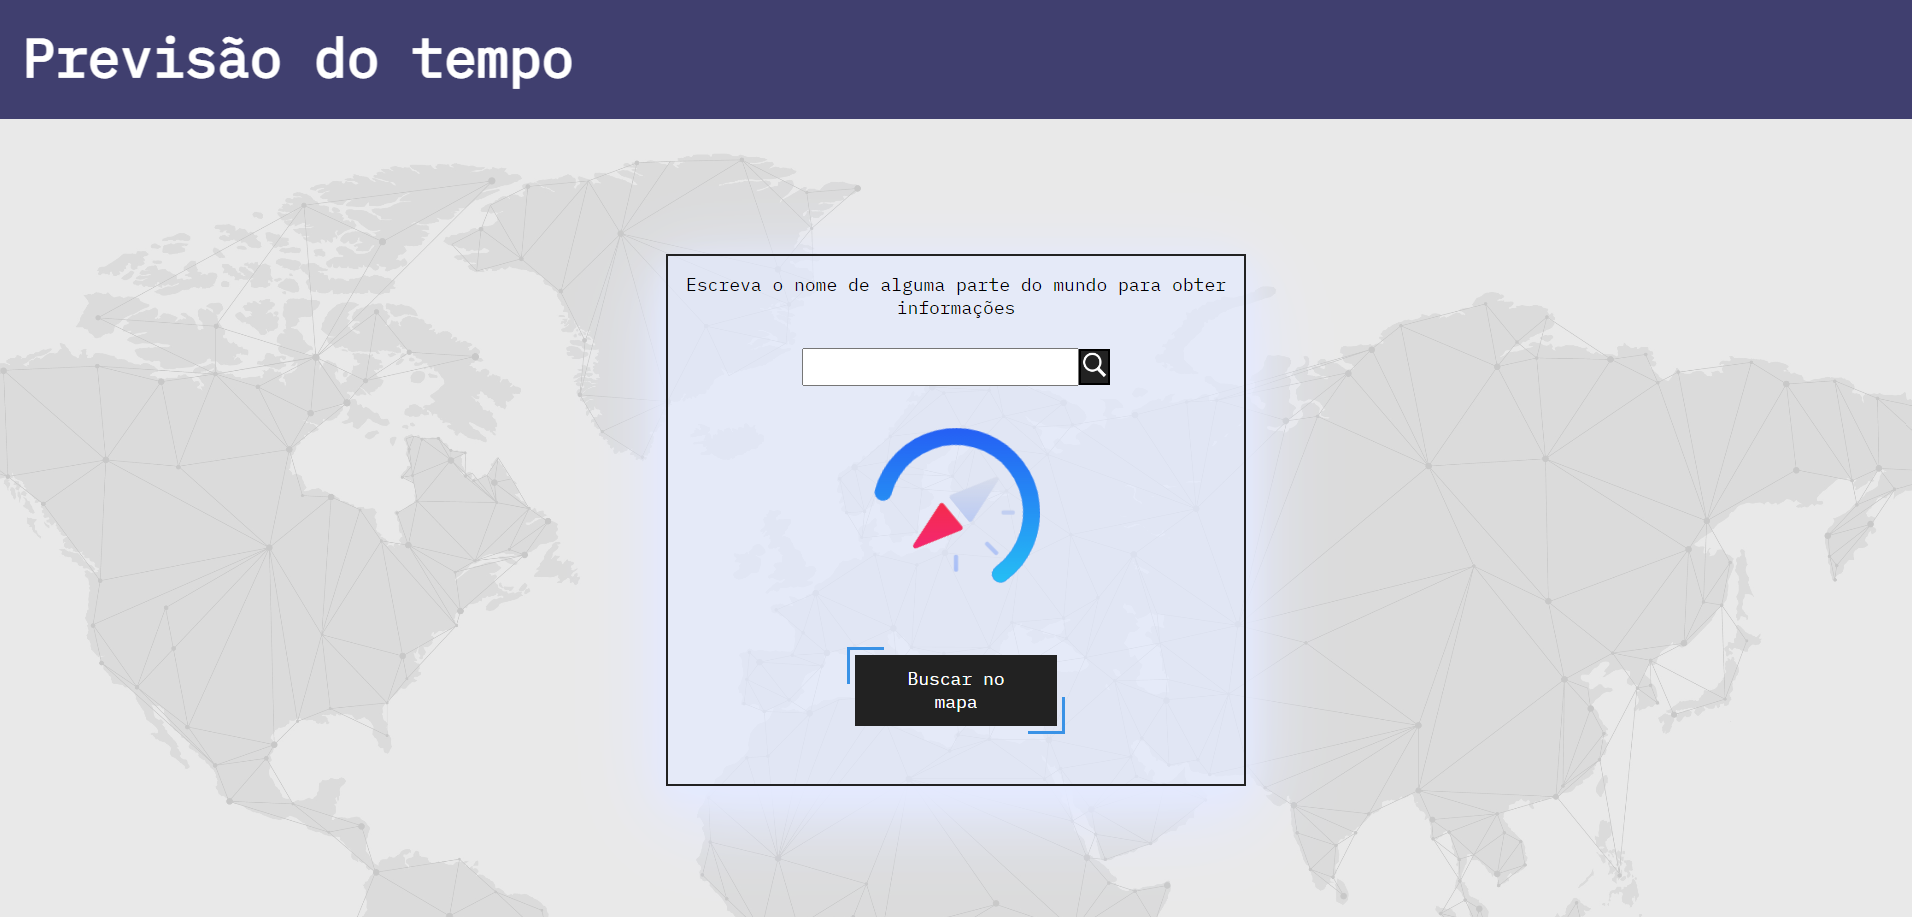 Previsão do tempo
Escreva o nome de alguma parte do mundo para obter
informações
Buscar no
mapa